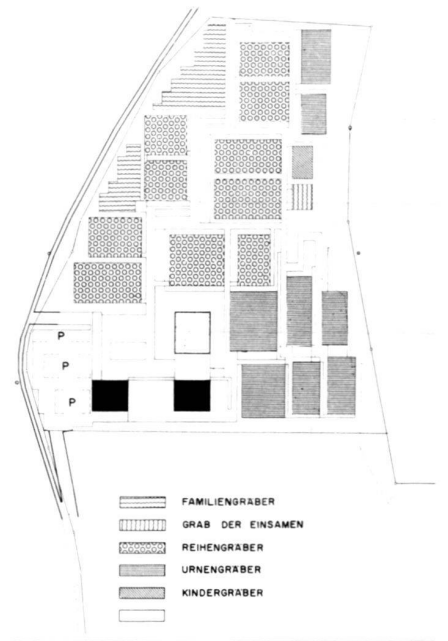 P
P
P
FAMILIENGRÄBER
GRAB DER EINSAMEN
REIHENGRÄBER
URNENGRÄBER
KINDERGRÄBER